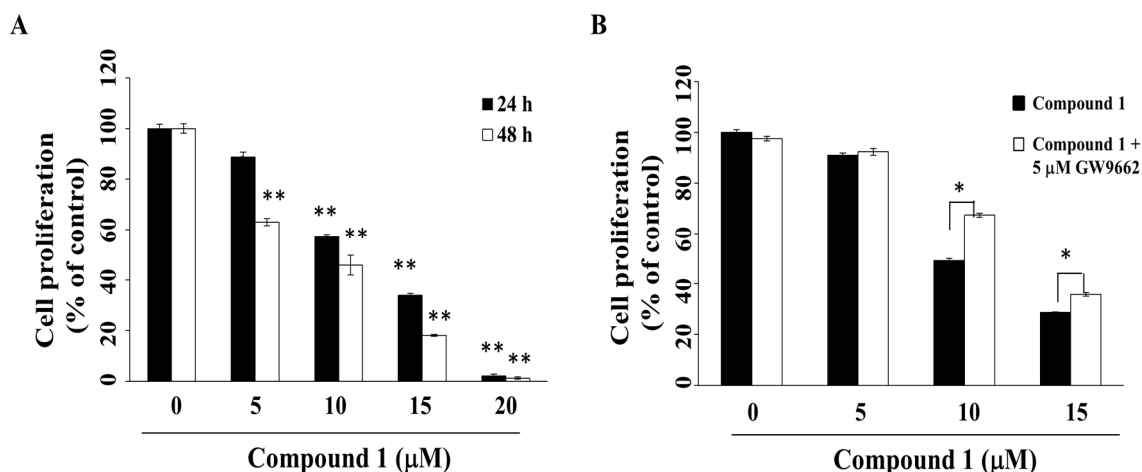 A
Cell proliferation
(% of control)
120
100
80
60
40
20
0
24 h
48 h
**
**
**
**
**
**
**
0
5
10
15
20
Compound 1 (μM)
B
Cell proliferation
(% of control)
120
100
80
60
40
20
0
Compound 1
Compound 1 +
5 μM GW9662
*
*
0
5
10
15
Compound 1 (μM)